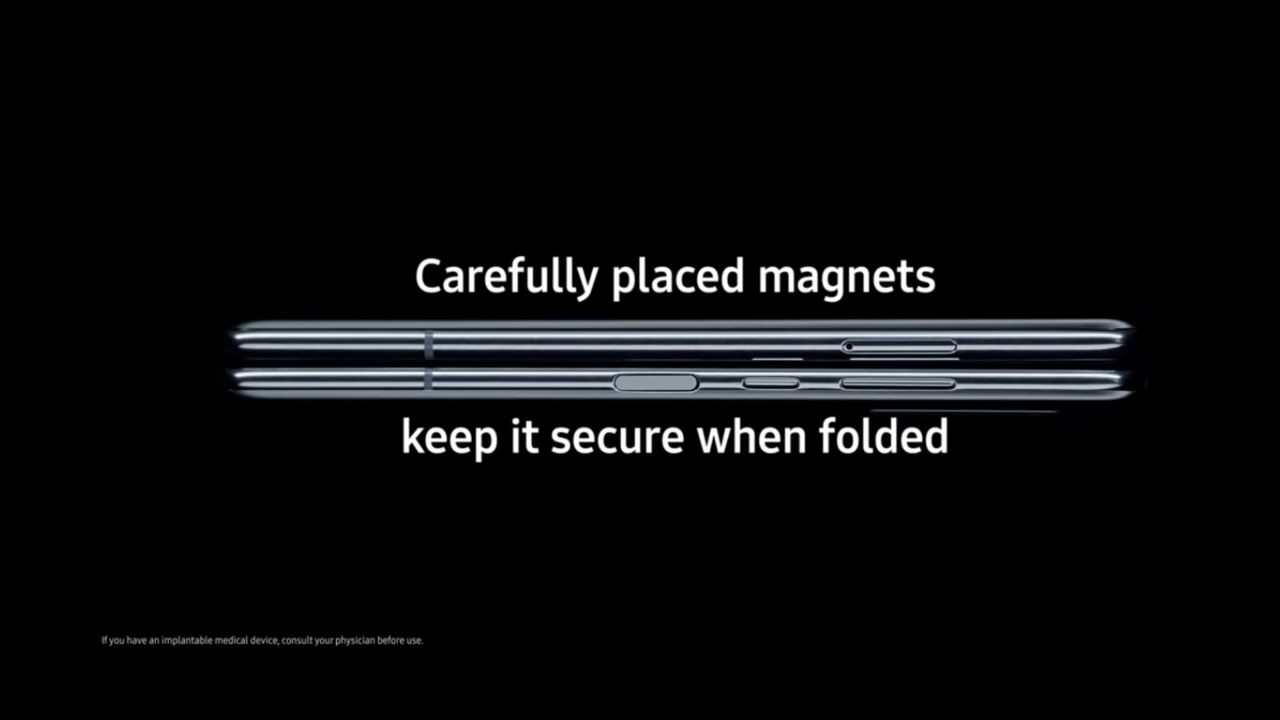 Carefully placed magnets
keep it secure when folded
If you have an implantable medical device, consult your physician before use.